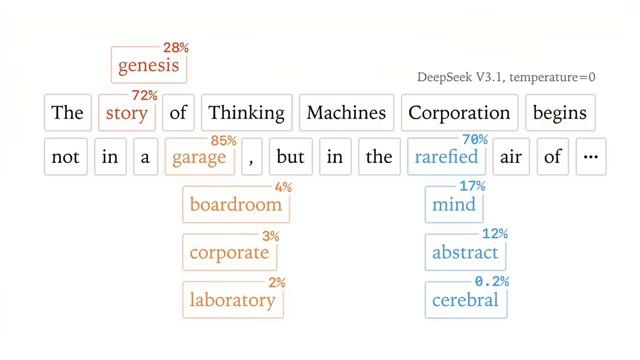 28%
genesis
DeepSeek V3.1, temperature=0
72%
The story of Thinking Machines Corporation begins
85% 70%
not in a garage , but in the rarefied air of ...
4% 17%
boardroom mind
3% 12%
corporate abstract
2% 0.2%
laboratory cerebral